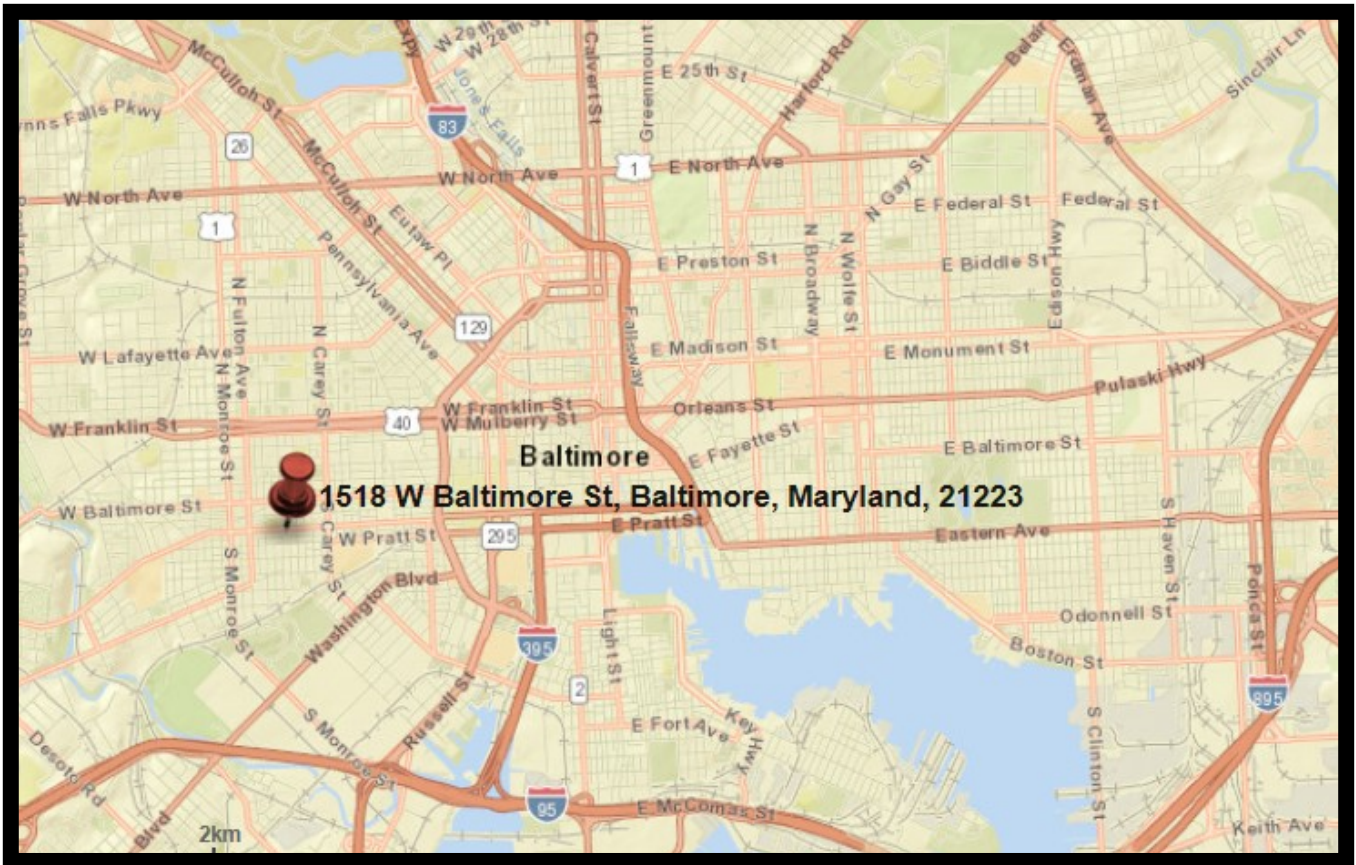 McCulloh St
Expy
W 29th St
W 28th St
Calvert St
Greenmount
E 25th St
Harford Rd
Belair
Erdman Ave
Sinclair Ln
ynns Falls Pkwy
Jones Falls
83
26
McCulloh St
W North Ave
W North Ave
1
E North Ave
N Gay St
E Federal St
Federal St
1
Eutaw Pl
Pennsylvania Ave
E Preston St
N Broadway
N Wolfe St
E Biddle St
Edison Hwy
N Fulton Ave
N Carey St
129
Fallsway
W Lafayette Ave
N Monroe St
E Madison St
E Monument St
Pulaski Hwy
W Franklin St
40
W Franklin St
W Mulberry St
Orleans St
Baltimore
E Fayette St
E Baltimore St
1518 W Baltimore St, Baltimore, Maryland, 21223
W Baltimore St
S Carey St
W Pratt St
295
E Pratt St
Eastern Ave
S Haven St
S Monroe St
Washington Blvd
Light St
Odonnell St
Ponca St
Boston St
395
2
895
Russell St
S Monroe St
E Fort Ave
Key Hwy
S Clinton St
Desoto Rd
95
E McComas St
Blvd
2km
Keith Ave